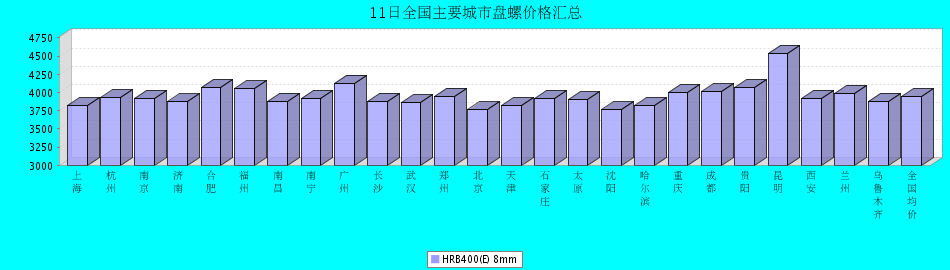 11日全国主要城市盘螺价格汇总
4750
4500
4250
4000
3750
3500
3250
3000
上海
杭州
南京
济南
合肥
福州
南昌
南宁
广州
长沙
武汉
郑州
北京
天津
石家庄
太原
沈阳
哈尔滨
重庆
成都
贵阳
昆明
西安
兰州
乌鲁木齐
全国均价
HRB400(E) 8mm